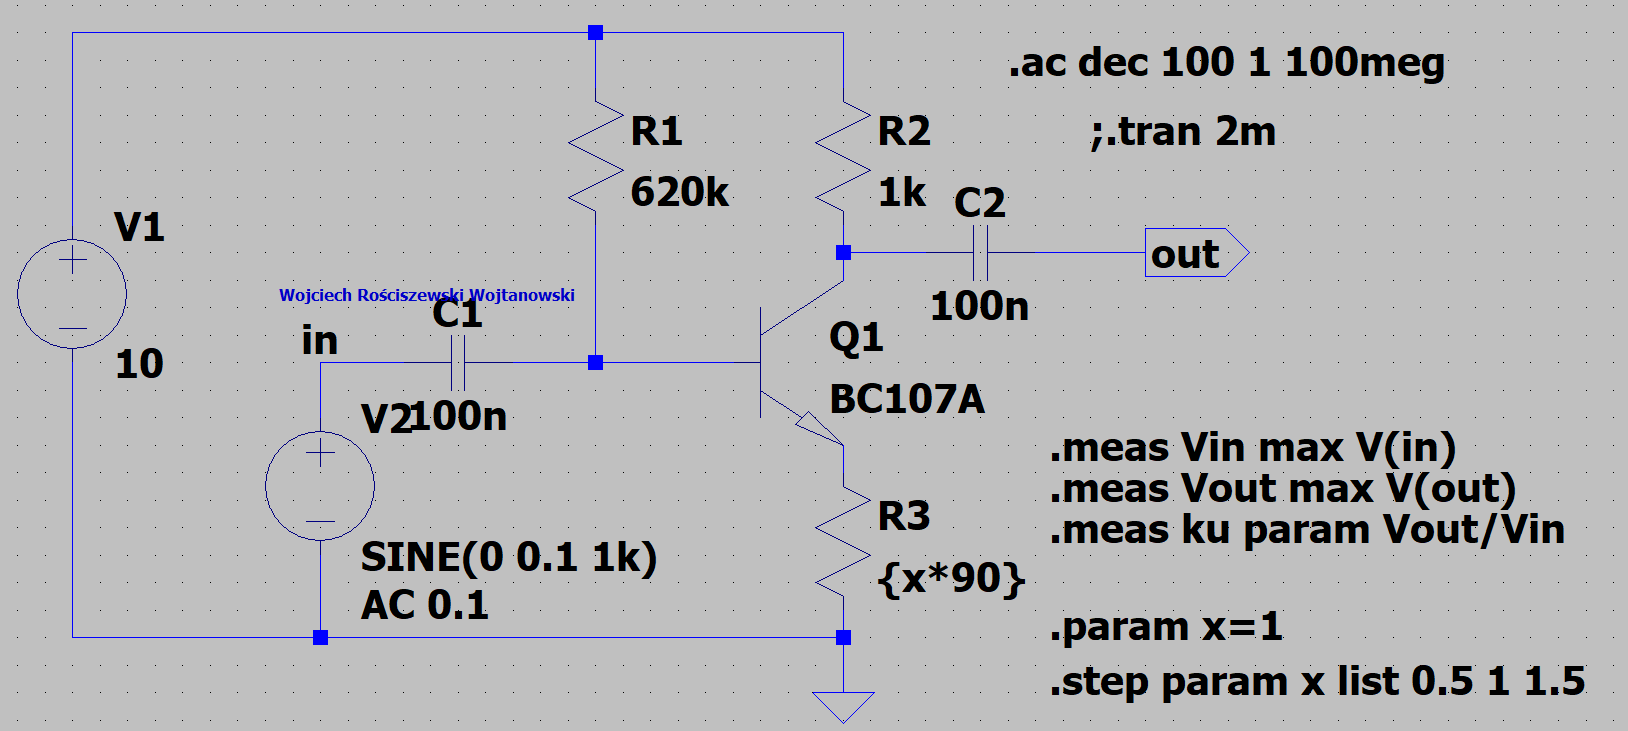 .ac dec 100 1 100meg
;.tran 2m
R1
620k
R2
1k
C2
100n
out
V1
10
Wojciech Rościszewski Wojtanowski
C1
100n
in
V2
SINE(0 0.1 1k)
AC 0.1
Q1
BC107A
R3
{x*90}
.meas Vin max V(in)
.meas Vout max V(out)
.meas ku param Vout/Vin
.param x=1
.step param x list 0.5 1 1.5